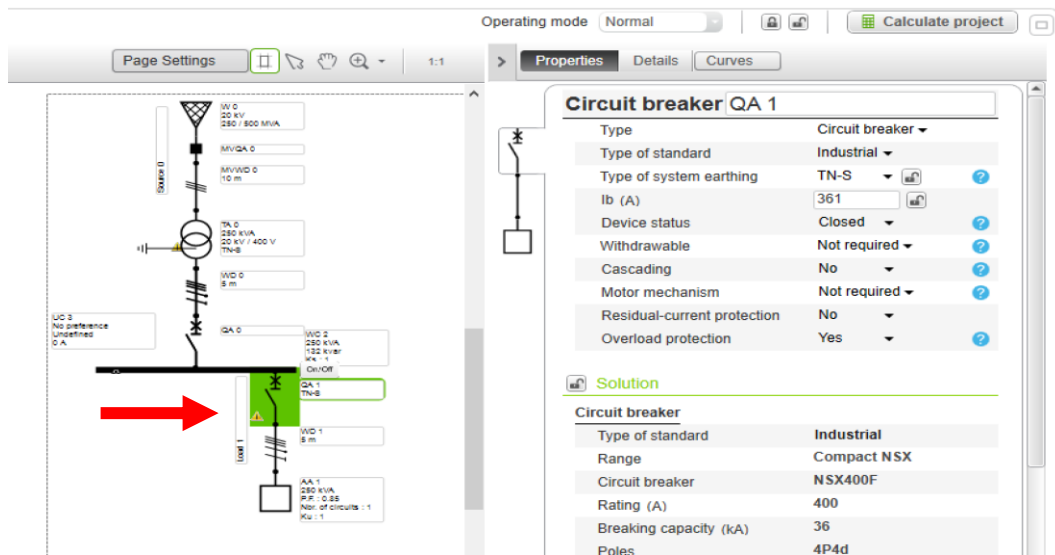 Operating mode Normal Calculate project
Page Settings 1:1 > Properties Details Curves
W 0
20 kV
250 / 500 MVA
MVQA 0
MVWD 0
10 m
Source 0
TA 0
250 kVA
20 kV / 400 V
TN-S
WD 0
5 m
UC 3
No preference
Undefined
0 A
QA 0
WC 2
250 kVA
132 kvar
Ks : 1
On/Off
QA 1
TN-S
WD 1
5 m
Load 1
AA 1
250 kVA
P.F. : 0.85
Nbr. of circuits : 1
Ku : 1
Circuit breaker QA 1
Type Circuit breaker
Type of standard Industrial
Type of system earthing TN-S ?
Ib (A) 361
Device status Closed ?
Withdrawable Not required ?
Cascading No ?
Motor mechanism Not required ?
Residual-current protection No
Overload protection Yes ?
Solution
Circuit breaker
Type of standard Industrial
Range Compact NSX
Circuit breaker NSX400F
Rating (A) 400
Breaking capacity (kA) 36
Poles 4P4d